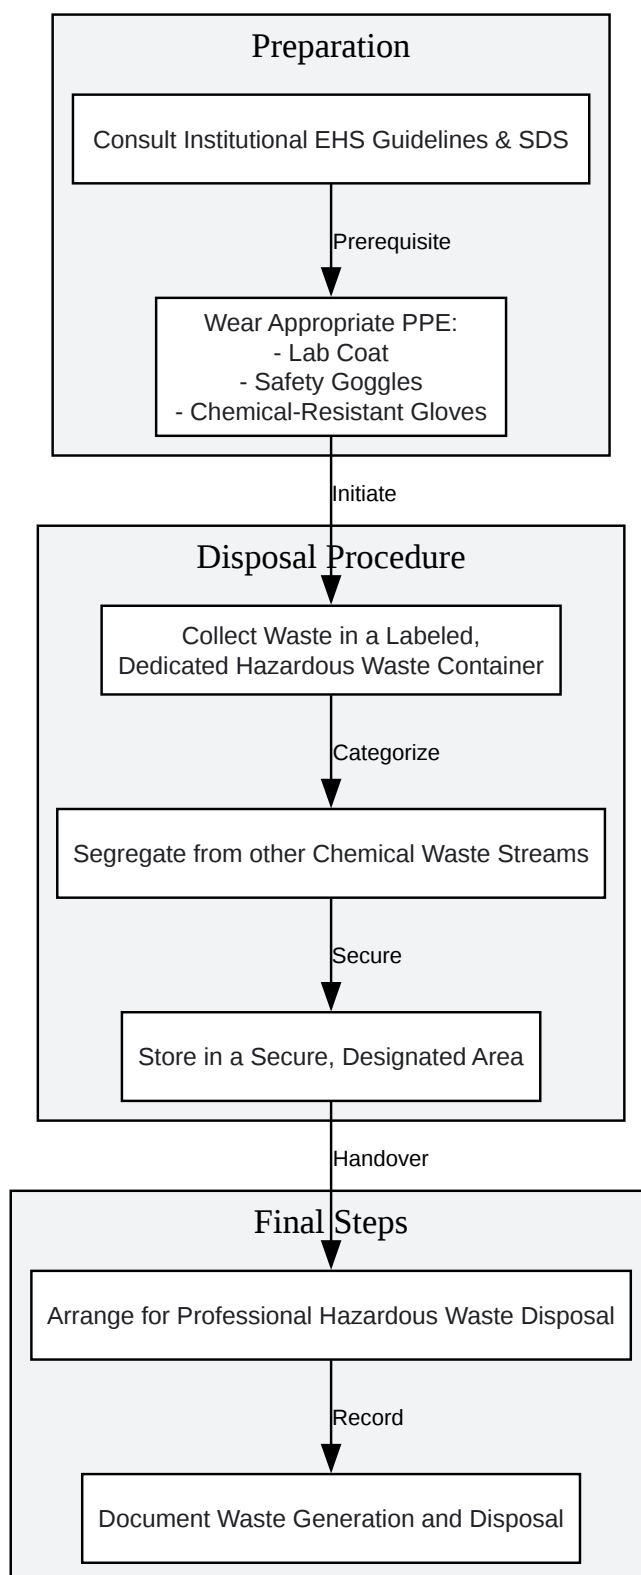 Preparation
Consult Institutional EHS Guidelines & SDS
Prerequisite
Wear Appropriate PPE:
- Lab Coat
- Safety Goggles
- Chemical-Resistant Gloves
Initiate
Disposal Procedure
Collect Waste in a Labeled,
Dedicated Hazardous Waste Container
Categorize
Segregate from other Chemical Waste Streams
Secure
Store in a Secure, Designated Area
Handover
Final Steps
Arrange for Professional Hazardous Waste Disposal
Record
Document Waste Generation and Disposal